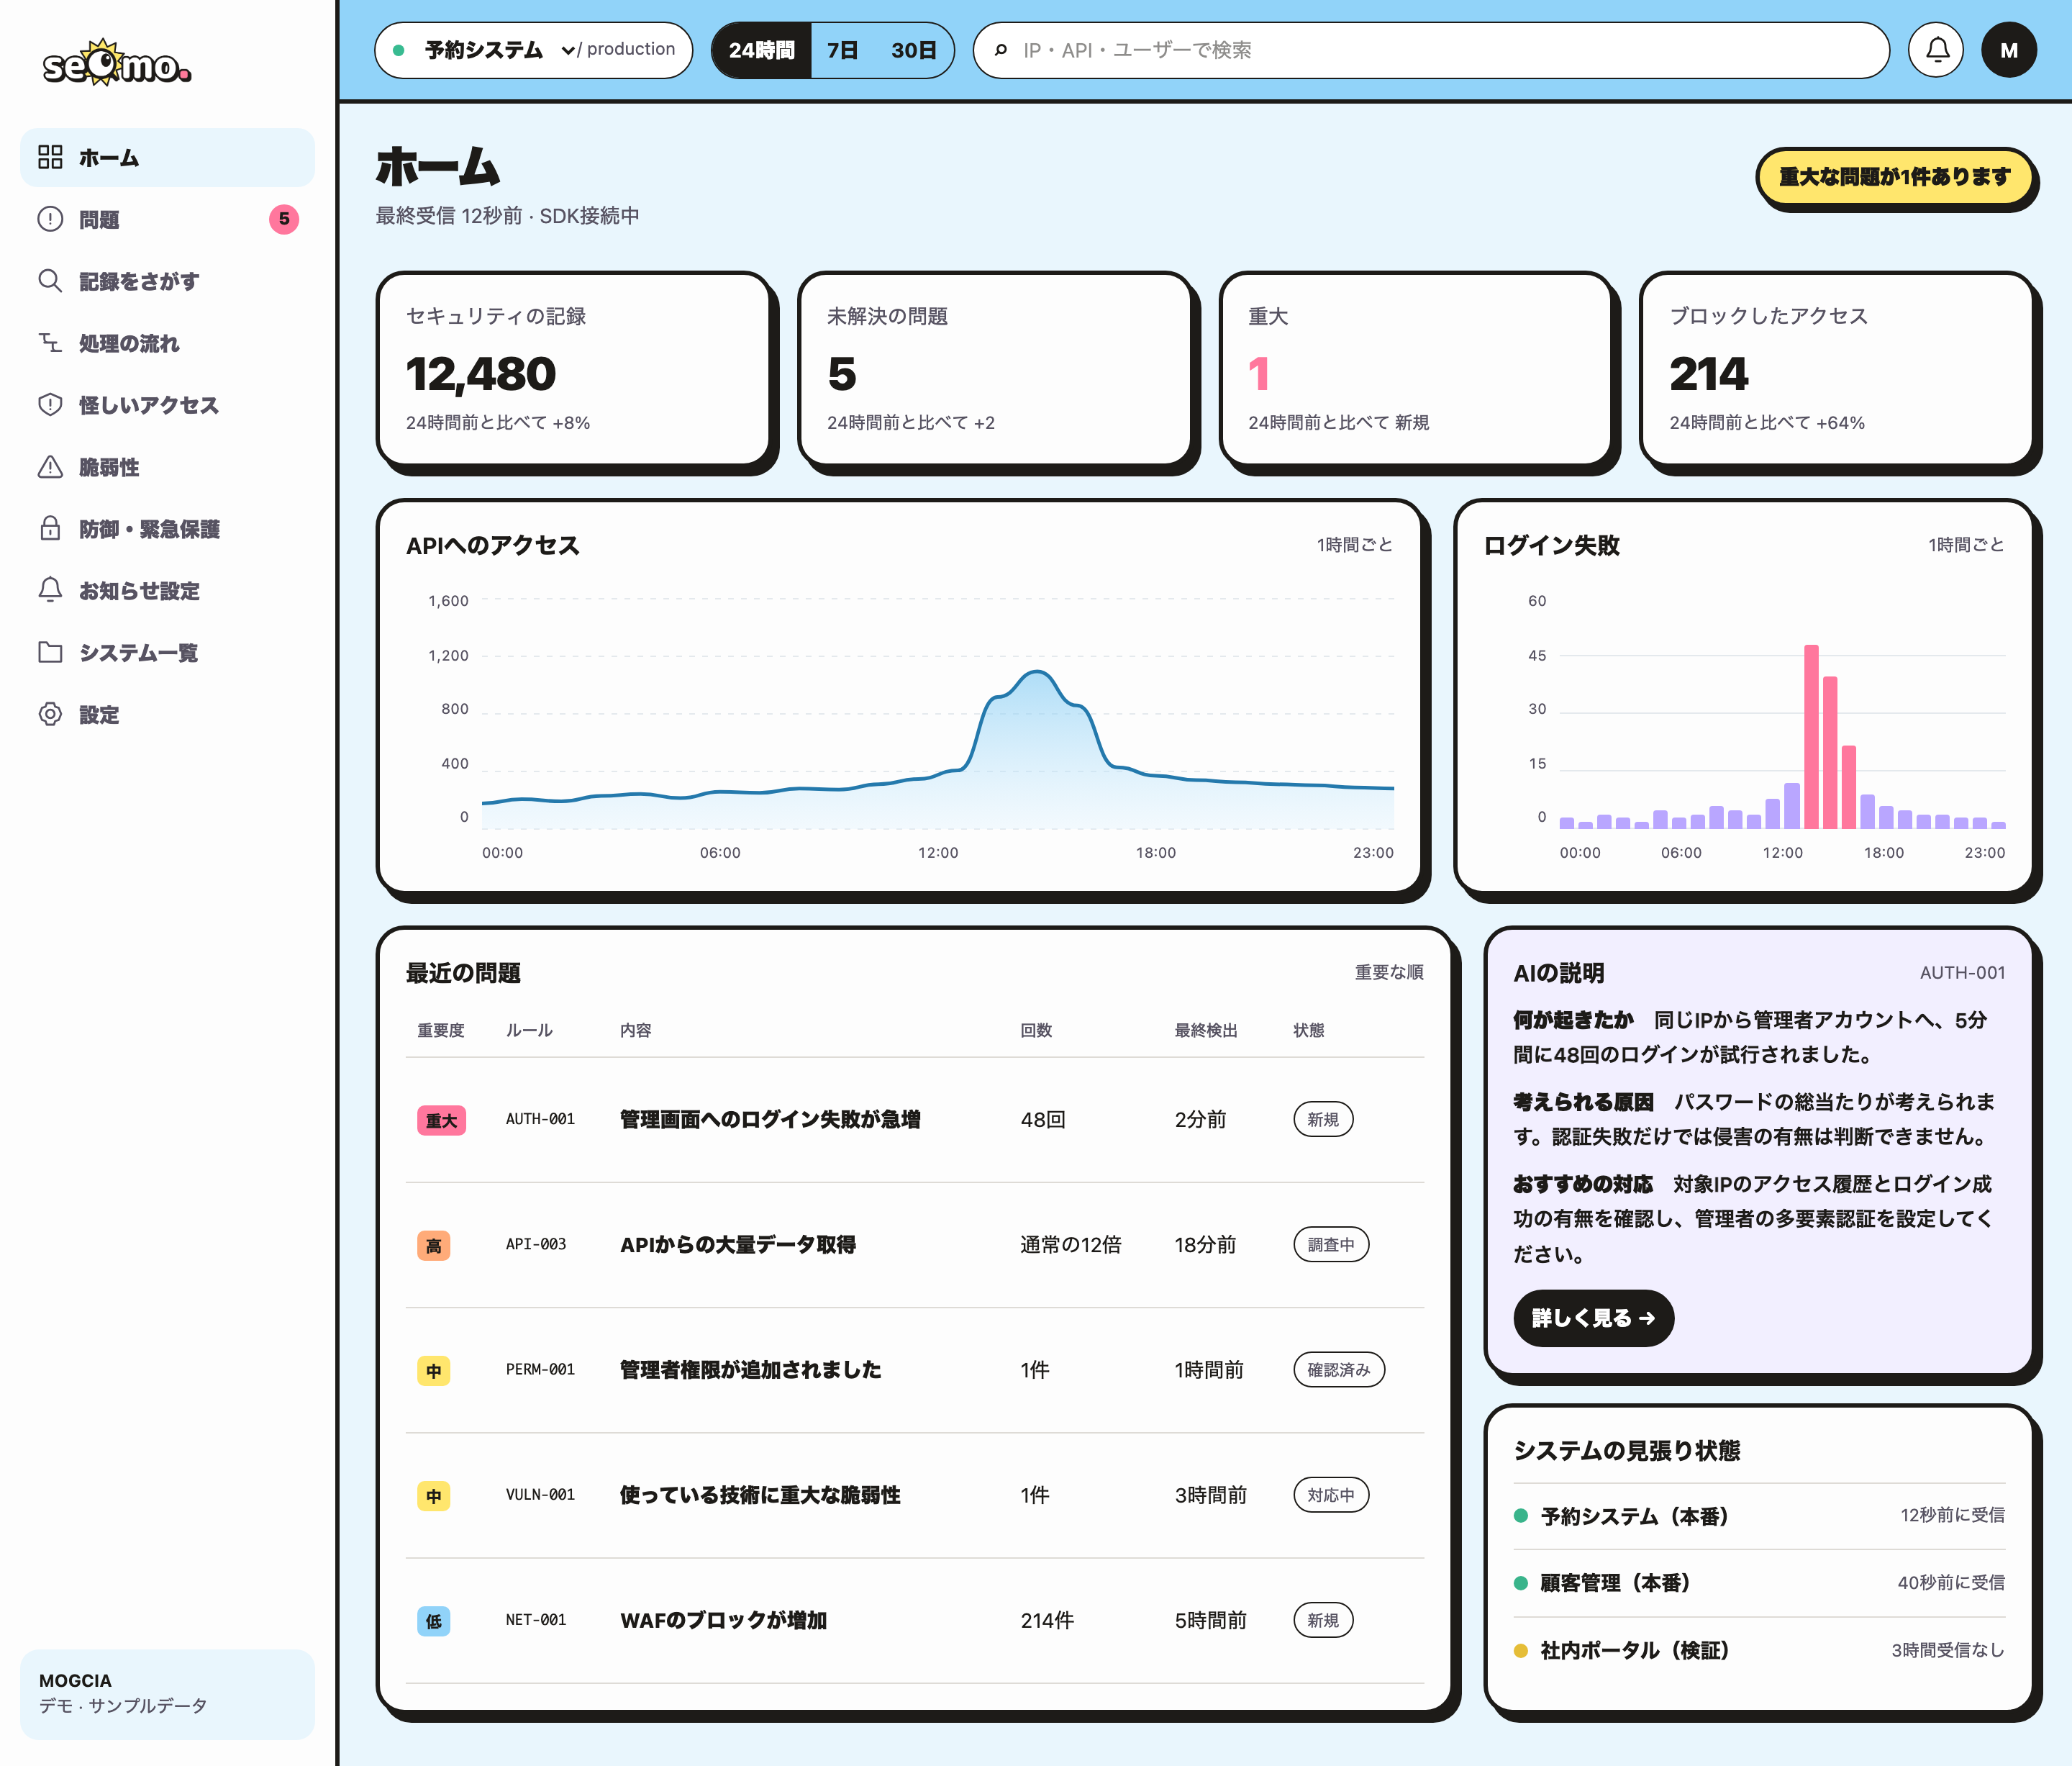 seomo.
ホーム
問題
5
記録をさがす
処理の流れ
怪しいアクセス
脆弱性
防御・緊急保護
お知らせ設定
システム一覧
設定
MOGCIA
デモ · サンプルデータ
予約システム / production
24時間 7日 30日
IP・API・ユーザーで検索
M
ホーム
最終受信 12秒前 · SDK接続中
重大な問題が1件あります
セキュリティの記録
12,480
24時間前と比べて +8%
未解決の問題
5
24時間前と比べて +2
重大
1
24時間前と比べて 新規
ブロックしたアクセス
214
24時間前と比べて +64%
APIへのアクセス 1時間ごと
1,600
1,200
800
400
0
00:00 06:00 12:00 18:00 23:00
ログイン失敗 1時間ごと
60
45
30
15
0
00:00 06:00 12:00 18:00 23:00
最近の問題 重要な順
重要度 ルール 内容 回数 最終検出 状態
重大 AUTH-001 管理画面へのログイン失敗が急増 48回 2分前 新規
高 API-003 APIからの大量データ取得 通常の12倍 18分前 調査中
中 PERM-001 管理者権限が追加されました 1件 1時間前 確認済み
中 VULN-001 使っている技術に重大な脆弱性 1件 3時間前 対応中
低 NET-001 WAFのブロックが増加 214件 5時間前 新規
AIの説明 AUTH-001
何が起きたか 同じIPから管理者アカウントへ、5分
間に48回のログインが試行されました。
考えられる原因 パスワードの総当たりが考えられま
す。認証失敗だけでは侵害の有無は判断できません。
おすすめの対応 対象IPのアクセス履歴とログイン成
功の有無を確認し、管理者の多要素認証を設定してく
ださい。
詳しく見る →
システムの見張り状態
予約システム（本番） 12秒前に受信
顧客管理（本番） 40秒前に受信
社内ポータル（検証） 3時間受信なし